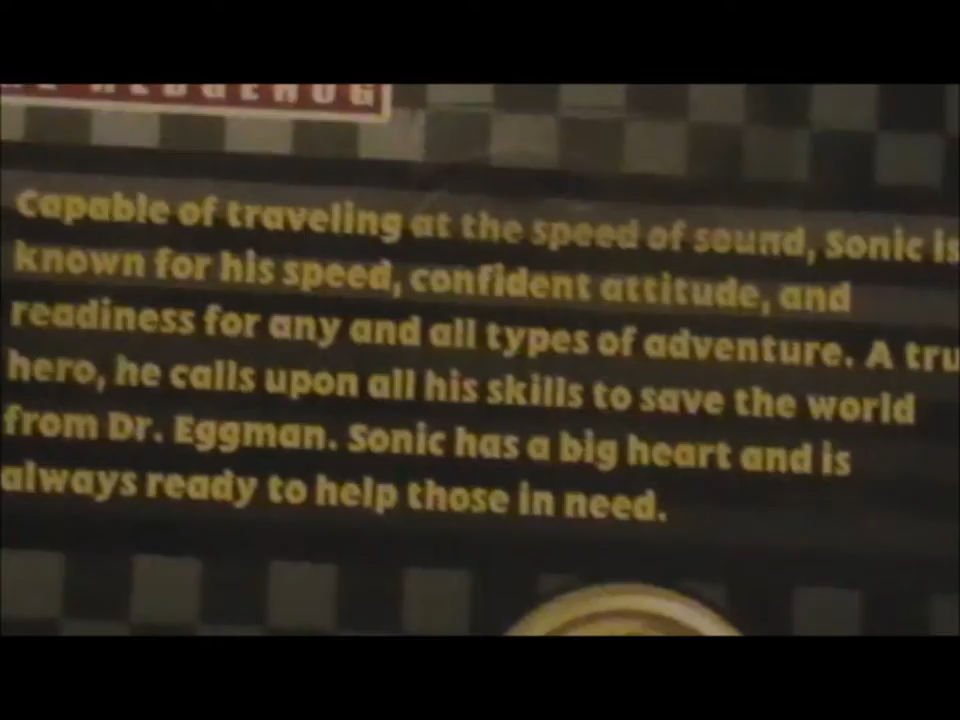 HEDGEHOG
Capable of traveling at the speed of sound, Sonic is
known for his speed, confident attitude, and
readiness for any and all types of adventure. A tru
hero, he calls upon all his skills to save the world
from Dr. Eggman. Sonic has a big heart and is
always ready to help those in need.